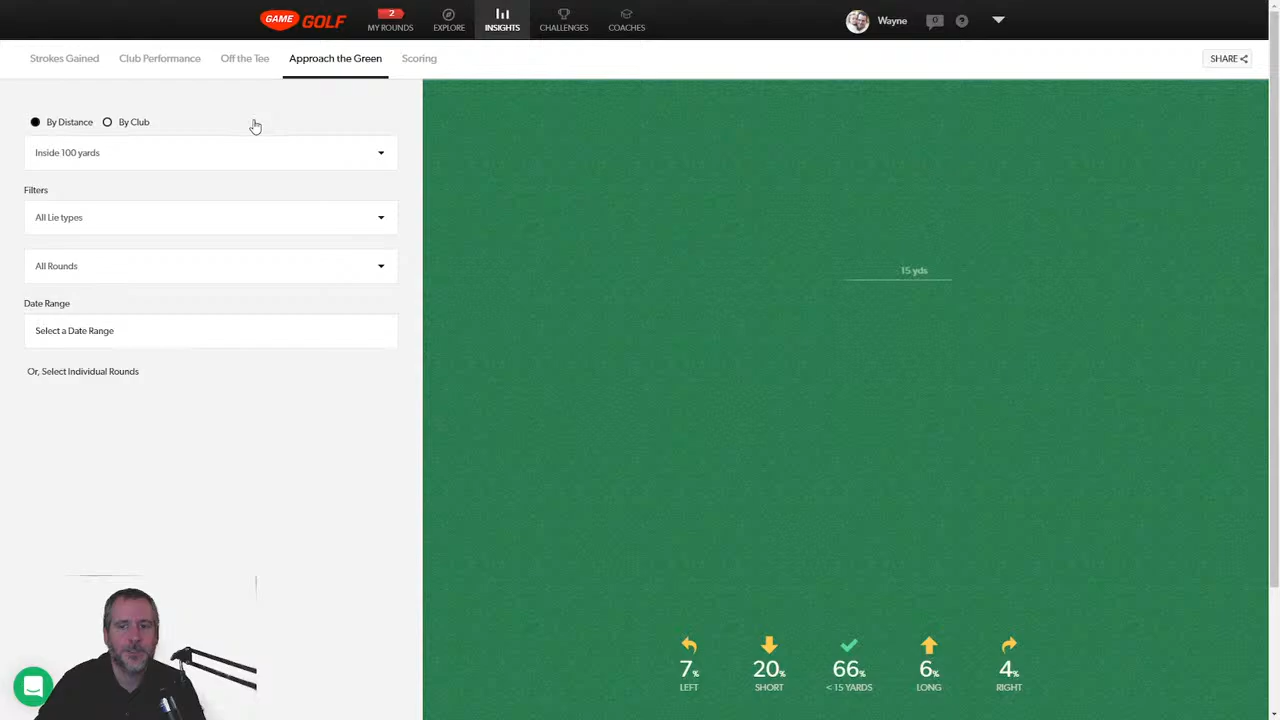 GAME GOLF
2
MY ROUNDS
EXPLORE
INSIGHTS
CHALLENGES
COACHES
Wayne
0
?
Strokes Gained
Club Performance
Off the Tee
Approach the Green
Scoring
SHARE
By Distance
By Club
Inside 100 yards
Filters
All Lie types
All Rounds
Date Range
Select a Date Range
Or, Select Individual Rounds
15 yds
7%
LEFT
20%
SHORT
66%
< 15 YARDS
6%
LONG
4%
RIGHT